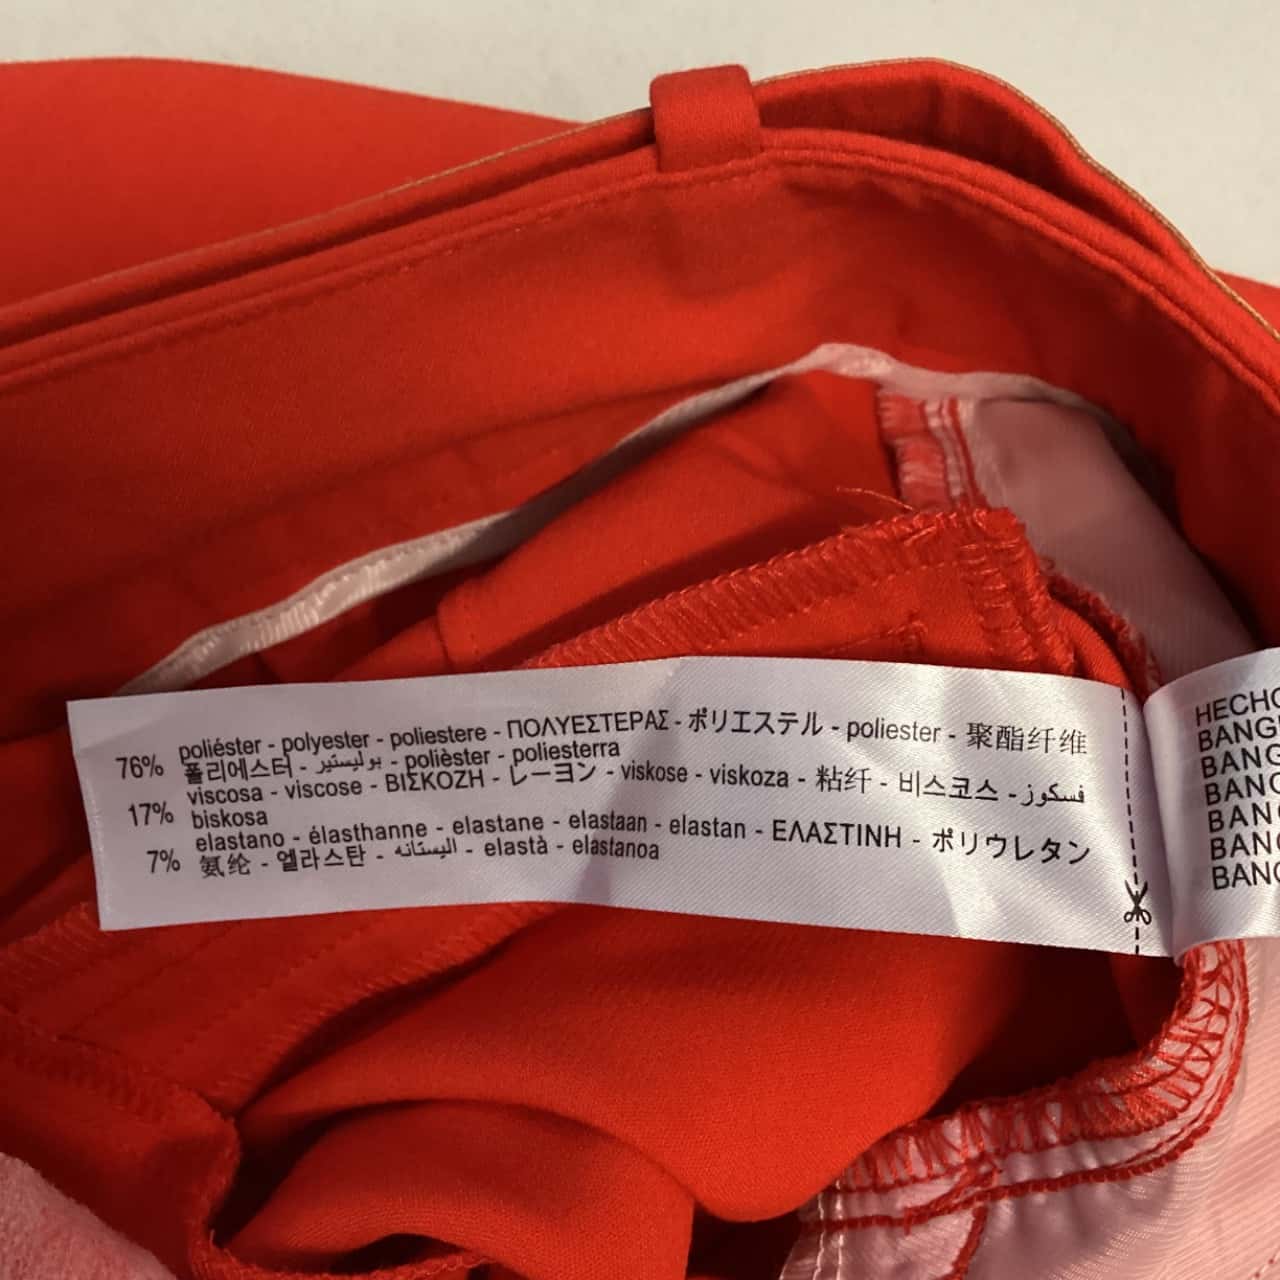 76% poliéster - polyester - poliestere - ΠΟΛΥΕΣΤΕΡΑΣ - ポリエステル - poliester - 聚酯纤维
폴리에스터 - بوليستير - polièster - poliesterra
17% viscosa - viscose - ΒΙΣΚΟΖΗ - レーヨン - viskose - viskoza - 粘纤 - 비스코스 - فسكوز
biskosa
elastano - élasthanne - elastane - elastaan - elastan - ΕΛΑΣΤΙΝΗ - ポリウレタン
7% 氨纶 - 엘라스탄 - اليستانه - elastà - elastanoa
HECHO
BANG
BANG
BANG
BANG
BANG
BANG